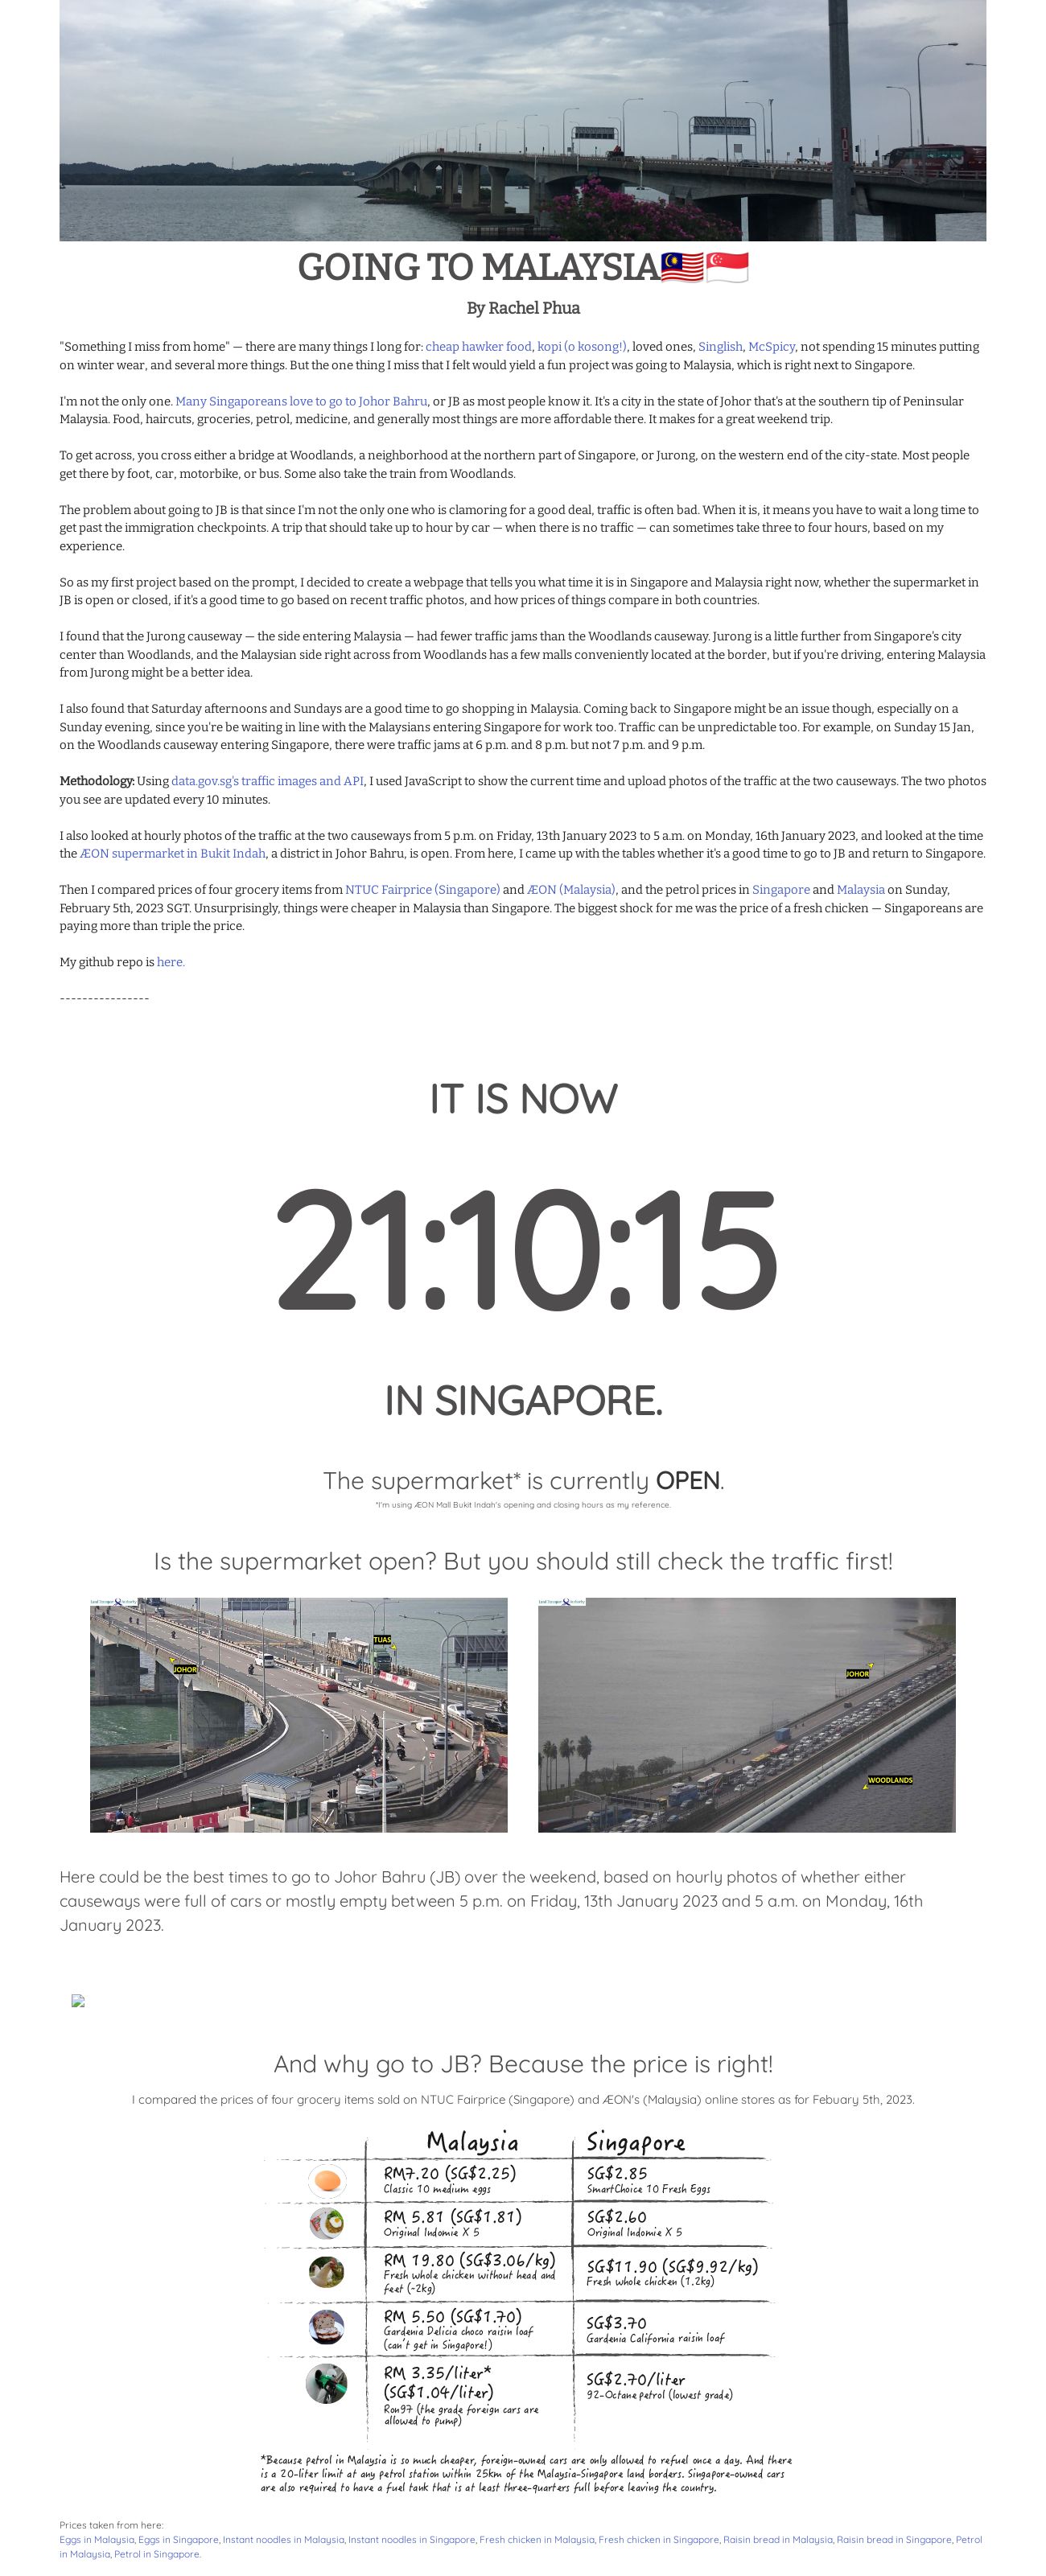 GOING TO MALAYSIA🇲🇾🇸🇬
By Rachel Phua
"Something I miss from home" — there are many things I long for: cheap hawker food, kopi (o kosong!), loved ones, Singlish, McSpicy, not spending 15 minutes putting
on winter wear, and several more things. But the one thing I miss that I felt would yield a fun project was going to Malaysia, which is right next to Singapore.
I'm not the only one. Many Singaporeans love to go to Johor Bahru, or JB as most people know it. It's a city in the state of Johor that's at the southern tip of Peninsular
Malaysia. Food, haircuts, groceries, petrol, medicine, and generally most things are more affordable there. It makes for a great weekend trip.
To get across, you cross either a bridge at Woodlands, a neighborhood at the northern part of Singapore, or Jurong, on the western end of the city-state. Most people
get there by foot, car, motorbike, or bus. Some also take the train from Woodlands.
The problem about going to JB is that since I'm not the only one who is clamoring for a good deal, traffic is often bad. When it is, it means you have to wait a long time to
get past the immigration checkpoints. A trip that should take up to hour by car — when there is no traffic — can sometimes take three to four hours, based on my
experience.
So as my first project based on the prompt, I decided to create a webpage that tells you what time it is in Singapore and Malaysia right now, whether the supermarket in
JB is open or closed, if it's a good time to go based on recent traffic photos, and how prices of things compare in both countries.
I found that the Jurong causeway — the side entering Malaysia — had fewer traffic jams than the Woodlands causeway. Jurong is a little further from Singapore's city
center than Woodlands, and the Malaysian side right across from Woodlands has a few malls conveniently located at the border, but if you're driving, entering Malaysia
from Jurong might be a better idea.
I also found that Saturday afternoons and Sundays are a good time to go shopping in Malaysia. Coming back to Singapore might be an issue though, especially on a
Sunday evening, since you're be waiting in line with the Malaysians entering Singapore for work too. Traffic can be unpredictable too. For example, on Sunday 15 Jan,
on the Woodlands causeway entering Singapore, there were traffic jams at 6 p.m. and 8 p.m. but not 7 p.m. and 9 p.m.
Methodology: Using data.gov.sg's traffic images and API, I used JavaScript to show the current time and upload photos of the traffic at the two causeways. The two photos
you see are updated every 10 minutes.
I also looked at hourly photos of the traffic at the two causeways from 5 p.m. on Friday, 13th January 2023 to 5 a.m. on Monday, 16th January 2023, and looked at the time
the ÆON supermarket in Bukit Indah, a district in Johor Bahru, is open. From here, I came up with the tables whether it's a good time to go to JB and return to Singapore.
Then I compared prices of four grocery items from NTUC Fairprice (Singapore) and ÆON (Malaysia), and the petrol prices in Singapore and Malaysia on Sunday,
February 5th, 2023 SGT. Unsurprisingly, things were cheaper in Malaysia than Singapore. The biggest shock for me was the price of a fresh chicken — Singaporeans are
paying more than triple the price.
My github repo is here.
----------------
IT IS NOW
21:10:15
IN SINGAPORE.
The supermarket* is currently OPEN.
*I'm using ÆON Mall Bukit Indah's opening and closing hours as my reference.
Is the supermarket open? But you should still check the traffic first!
TUAS
JOHOR
JOHOR
WOODLANDS
Here could be the best times to go to Johor Bahru (JB) over the weekend, based on hourly photos of whether either
causeways were full of cars or mostly empty between 5 p.m. on Friday, 13th January 2023 and 5 a.m. on Monday, 16th
January 2023.
And why go to JB? Because the price is right!
I compared the prices of four grocery items sold on NTUC Fairprice (Singapore) and ÆON's (Malaysia) online stores as for Febuary 5th, 2023.
Malaysia Singapore
RM7.20 (SG$2.25) SG$2.85
Classic 10 medium eggs SmartChoice 10 Fresh Eggs
RM 5.81 (SG$1.81) SG$2.60
Original Indomie X 5 Original Indomie X 5
RM 19.80 (SG$3.06/kg) SG$11.90 (SG$9.92/kg)
Fresh whole chicken without head and Fresh whole chicken (1.2kg)
feet (~2kg)
RM 5.50 (SG$1.70) SG$3.70
Gardenia Delicia choco raisin loaf Gardenia California raisin loaf
(can't get in Singapore!)
RM 3.35/liter* SG$2.70/liter
(SG$1.04/liter) 92-Octane petrol (lowest grade)
Ron97 (the grade foreign cars are
allowed to pump)
*Because petrol in Malaysia is so much cheaper, foreign-owned cars are only allowed to refuel once a day. And there
is a 20-liter limit at any petrol station within 25km of the Malaysia-Singapore land borders. Singapore-owned cars
are also required to have a fuel tank that is at least three-quarters full before leaving the country.
Prices taken from here:
Eggs in Malaysia, Eggs in Singapore, Instant noodles in Malaysia, Instant noodles in Singapore, Fresh chicken in Malaysia, Fresh chicken in Singapore, Raisin bread in Malaysia, Raisin bread in Singapore, Petrol
in Malaysia, Petrol in Singapore.